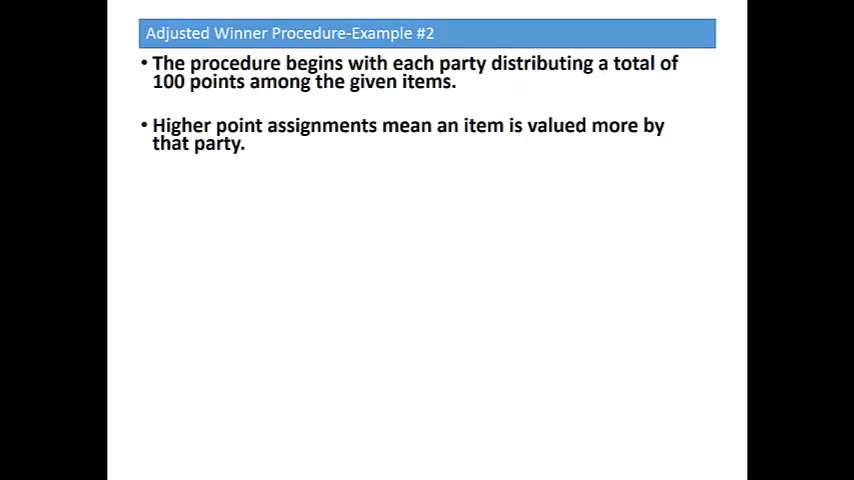 Adjusted Winner Procedure-Example #2
• The procedure begins with each party distributing a total of
100 points among the given items.
• Higher point assignments mean an item is valued more by
that party.